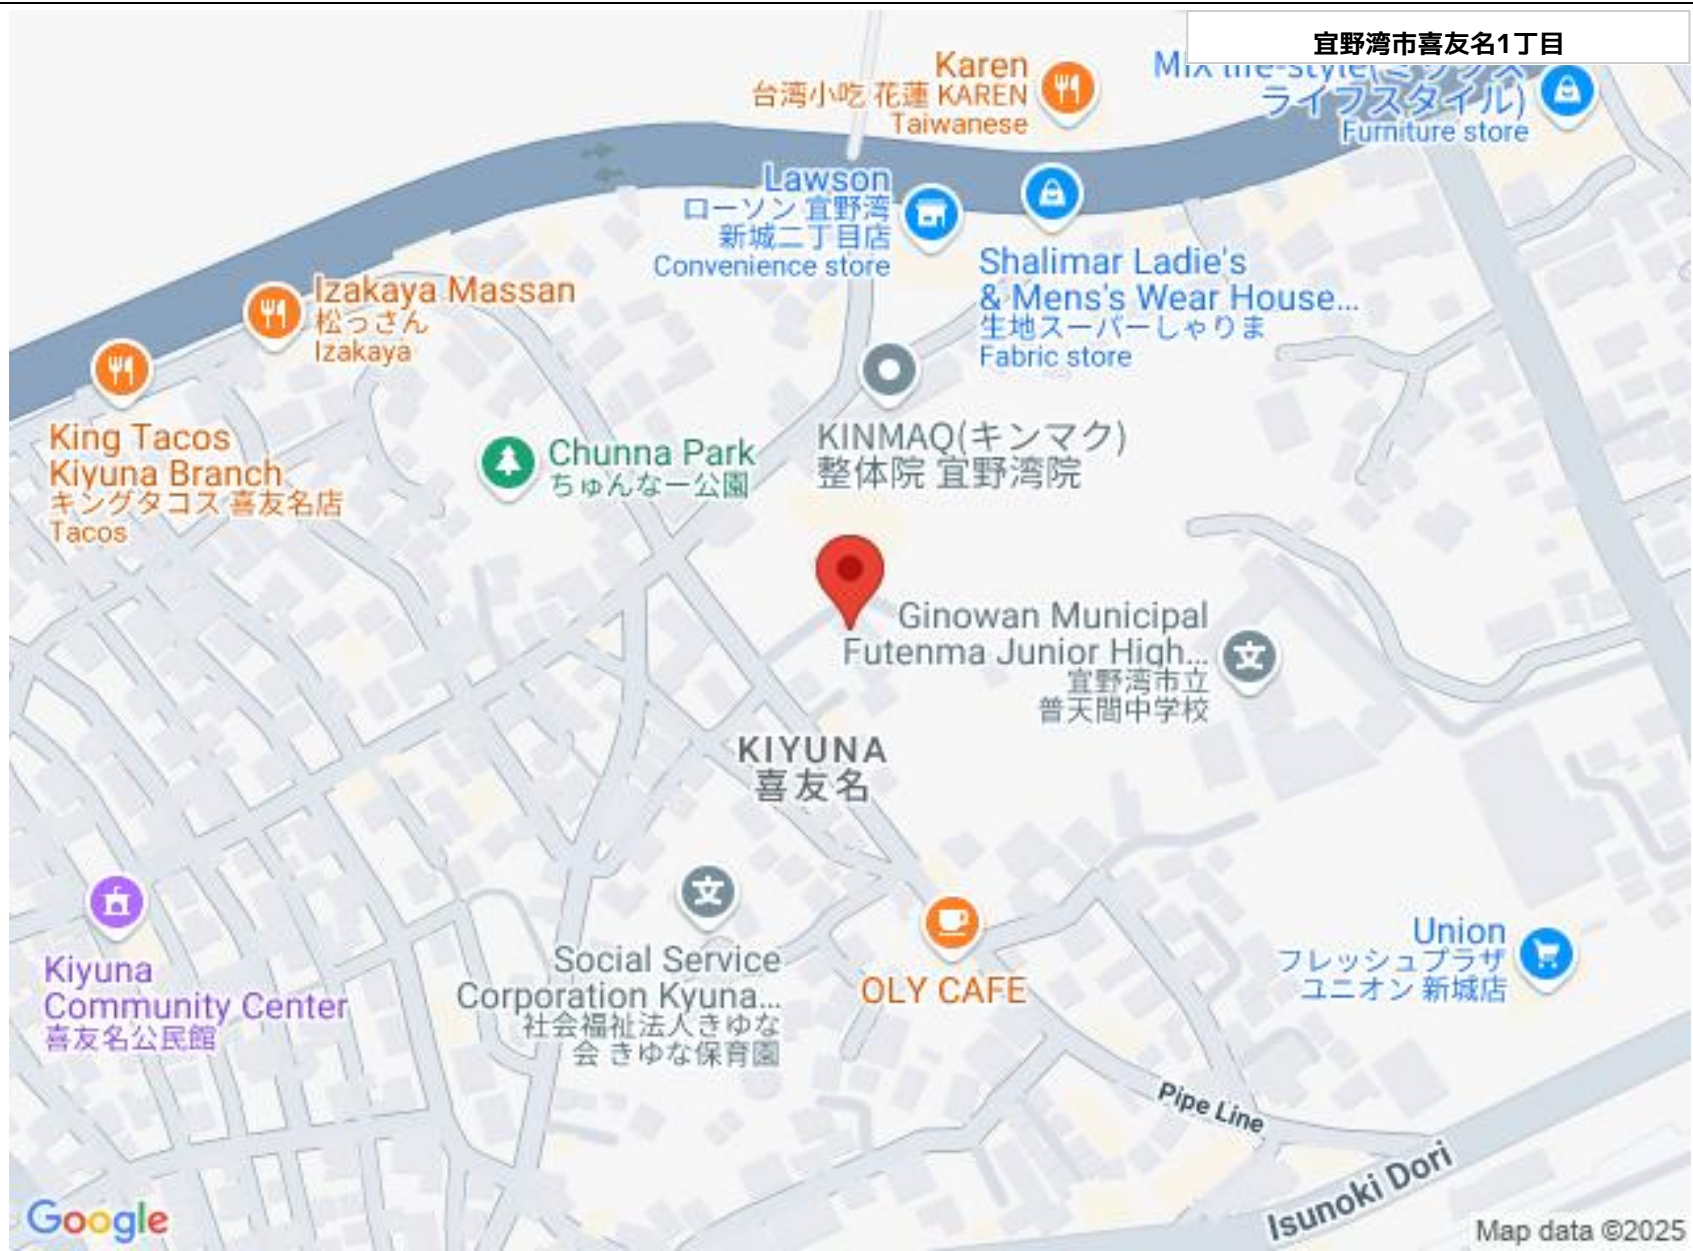 宜野湾市喜友名1丁目
Karen
台湾小吃 花蓮 KAREN
Taiwanese
ライフスタイル)
Furniture store
Lawson
ローソン 宜野湾
新城二丁目店
Convenience store
Shalimar Ladie's
& Mens's Wear House...
生地スーパーしゃりま
Fabric store
Izakaya Massan
松っさん
Izakaya
King Tacos
Kiyuna Branch
キングタコス 喜友名店
Tacos
Chunna Park
ちゅんなー公園
KINMAQ(キンマク)
整体院 宜野湾院
Ginowan Municipal
Futenma Junior High...
宜野湾市立
普天間中学校
KIYUNA
喜友名
Kiyuna
Community Center
喜友名公民館
Social Service
Corporation Kyuna...
社会福祉法人きゆな
会 きゆな保育園
OLY CAFE
Union
フレッシュプラザ
ユニオン 新城店
Pipe Line
Isunoki Dori
Google
Map data ©2025